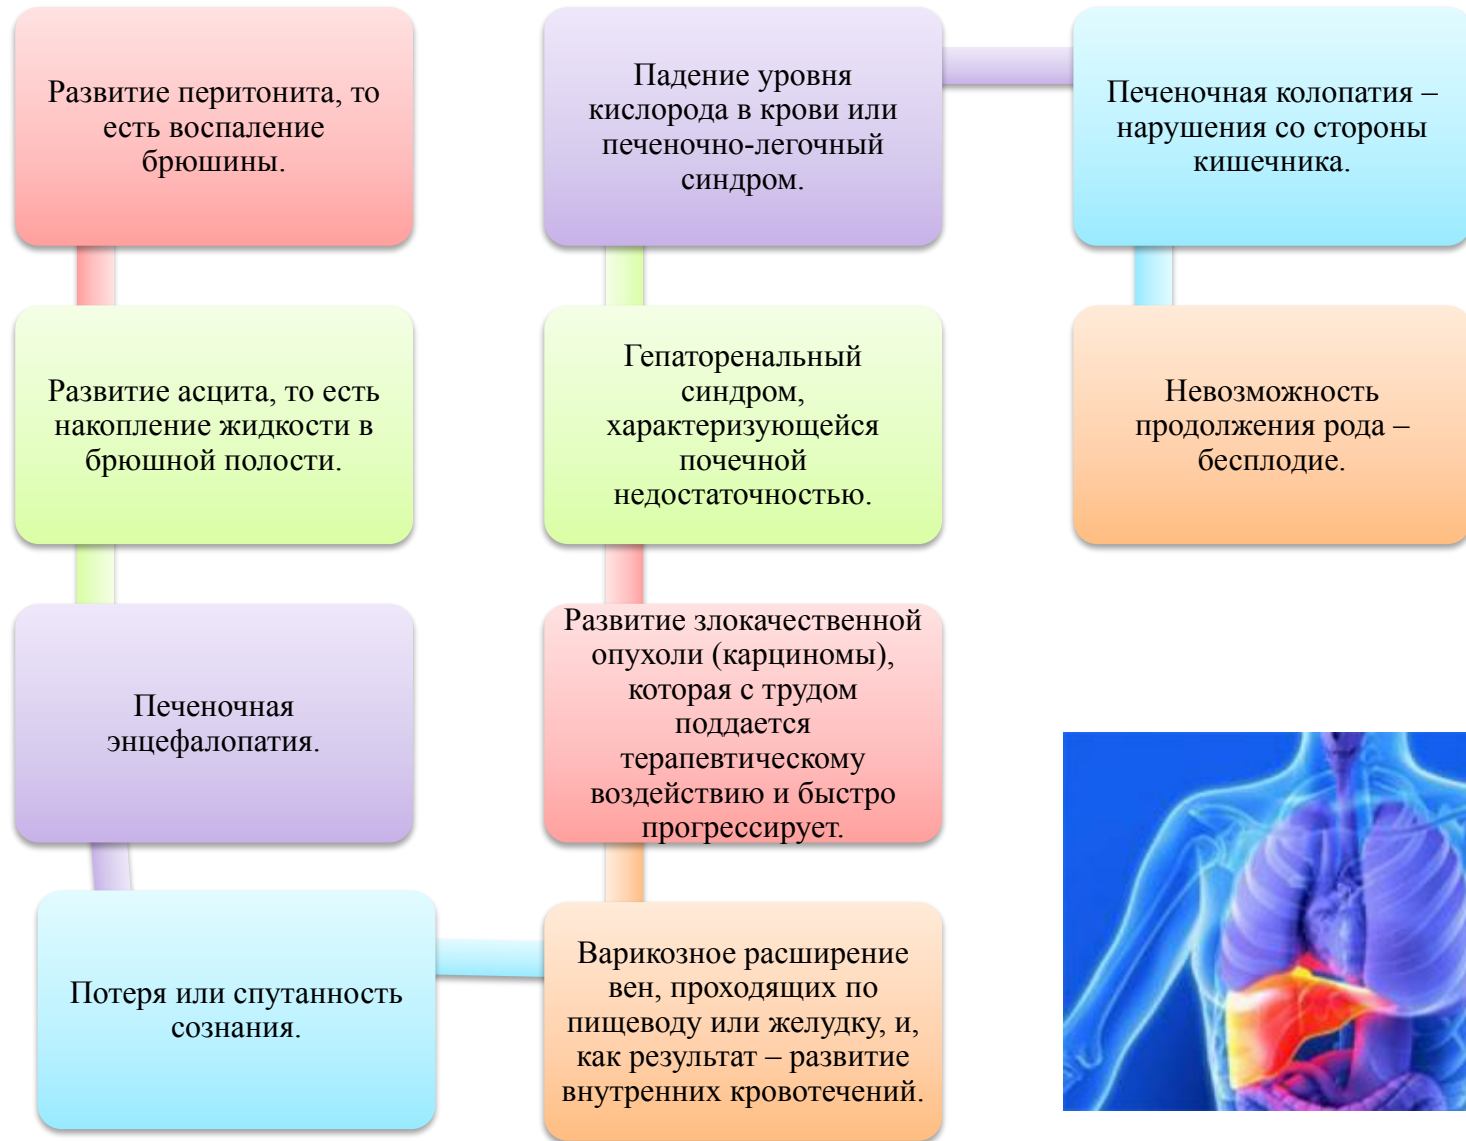 Развитие перитонита, то
есть воспаление
брюшины.
Развитие асцита, то есть
накопление жидкости в
брюшной полости.
Печеночная
энцефалопатия.
Потеря или спутанность
сознания.
Варикозное расширение
вен, проходящих по
пищеводу или желудку, и,
как результат – развитие
внутренних кровотечений.
Развитие злокачественной
опухоли (карциномы),
которая с трудом
поддается
терапевтическому
воздействию и быстро
прогрессирует.
Гепаторенальный
синдром,
характеризующейся
почечной
недостаточностью.
Падение уровня
кислорода в крови или
печеночно-легочный
синдром.
Печеночная колопатия –
нарушения со стороны
кишечника.
Невозможность
продолжения рода –
бесплодие.